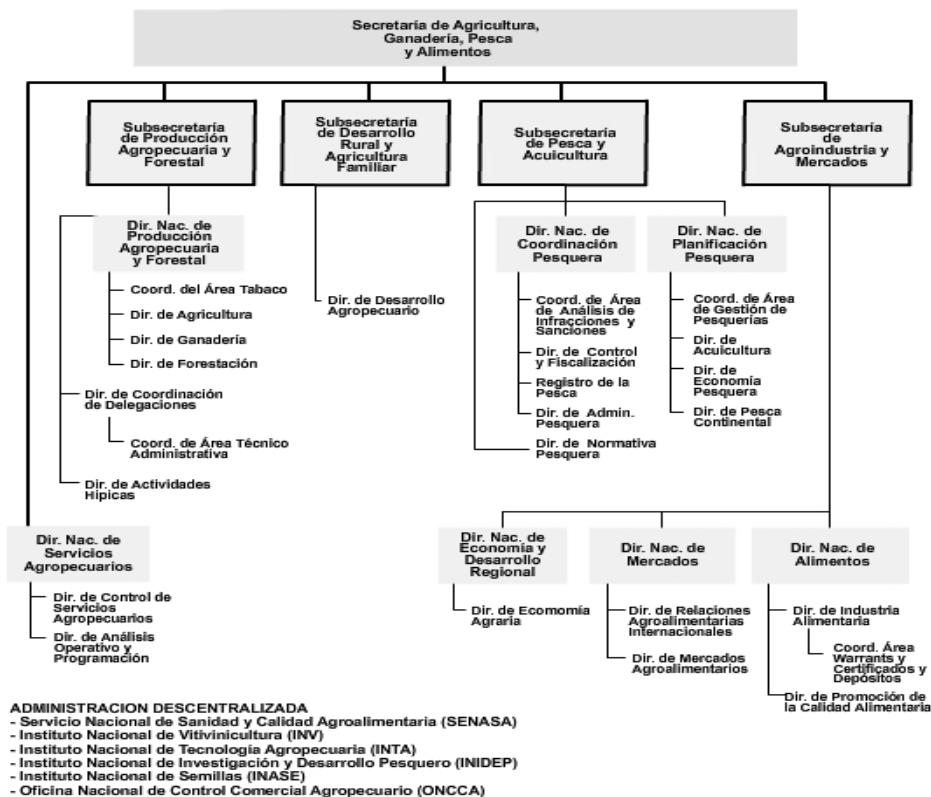 Secretaría de Agricultura,
Ganadería, Pesca
y Alimentos
Subsecretaría
de Producción
Agropecuaria y
Forestal
Subsecretaría
de Desarrollo
Rural y
Agricultura
Familiar
Subsecretaría
de Pesca y
Acuicultura
Subsecretaría
de
Agroindustria y
Mercados
Dir. Nac. de
Producción
Agropecuaria
y Forestal
Coord. del Área Tabaco
Dir. de Agricultura
Dir. de Ganadería
Dir. de Forestación
Dir. de Coordinación
de Delegaciones
Coord. de Área Técnico
Administrativa
Dir. de Actividades
Hípicas
Dir. de Desarrollo
Agropecuario
Dir. Nac. de
Coordinación
Pesquera
Coord. de Área
de Análisis de
Infracciones y
Sanciones
Dir. de Control
y Fiscalización
Registro de la
Pesca
Dir. de Admin.
Pesquera
Dir. de Normativa
Pesquera
Dir. Nac. de
Planificación
Pesquera
Coord. de Área
de Gestión de
Pesquerías
Dir. de
Acuicultura
Dir. de
Economía
Pesquera
Dir. de Pesca
Continental
Dir. Nac. de
Servicios
Agropecuarios
Dir. de Control de
Servicios
Agropecuarios
Dir. de Análisis
Operativo y
Programación
Dir. Nac. de
Economía y
Desarrollo
Regional
Dir. de Economía
Agraria
Dir. Nac. de
Mercados
Dir. de Relaciones
Agroalimentarias
Internacionales
Dir. de Mercados
Agroalimentarios
Dir. Nac. de
Alimentos
Dir. de Industria
Alimentaria
Coord. Área
Warrants y
Certificados y
Depósitos
Dir. de Promoción de
la Calidad Alimentaria
ADMINISTRACION DESCENTRALIZADA
- Servicio Nacional de Sanidad y Calidad Agroalimentaria (SENASA)
- Instituto Nacional de Vitivinicultura (INV)
- Instituto Nacional de Tecnología Agropecuaria (INTA)
- Instituto Nacional de Investigación y Desarrollo Pesquero (INIDEP)
- Instituto Nacional de Semillas (INASE)
- Oficina Nacional de Control Comercial Agropecuario (ONCCA)